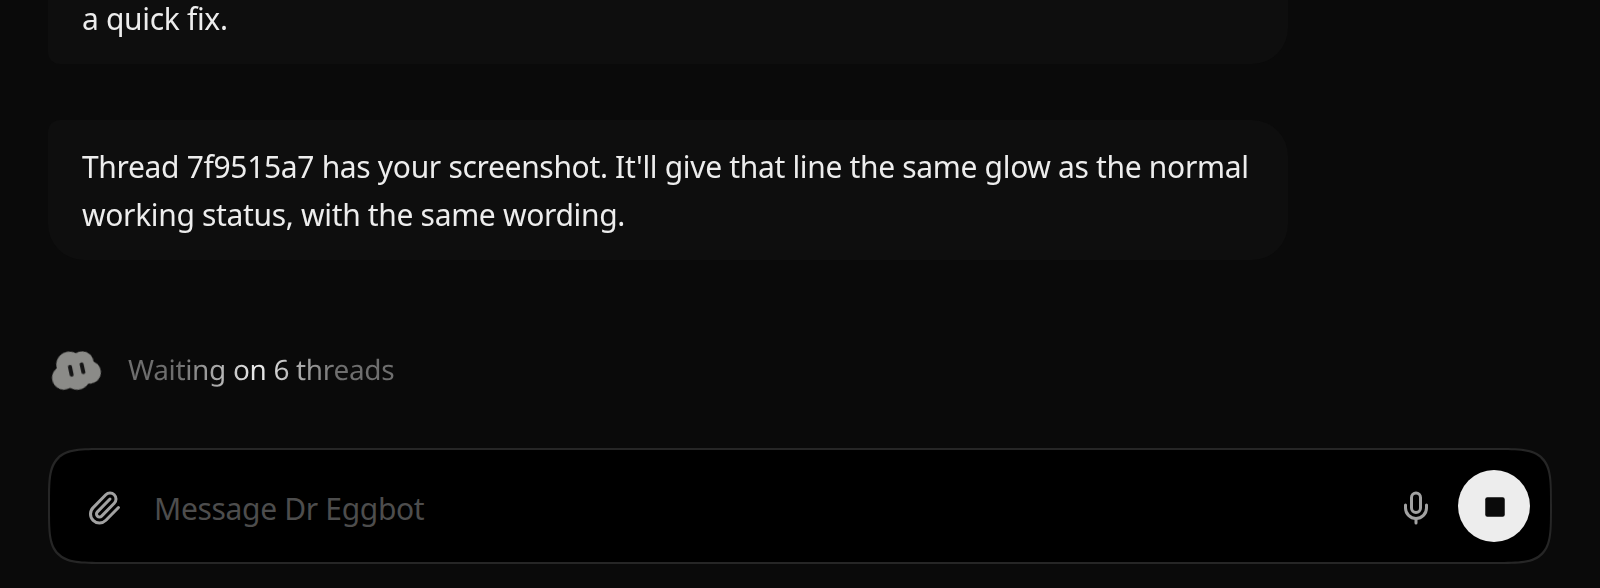 a quick fix.
Thread 7f9515a7 has your screenshot. It'll give that line the same glow as the normal
working status, with the same wording.
Waiting on 6 threads
Message Dr Eggbot